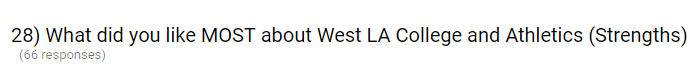 28) What did you like MOST about West LA College and Athletics (Strengths)
(66 responses)